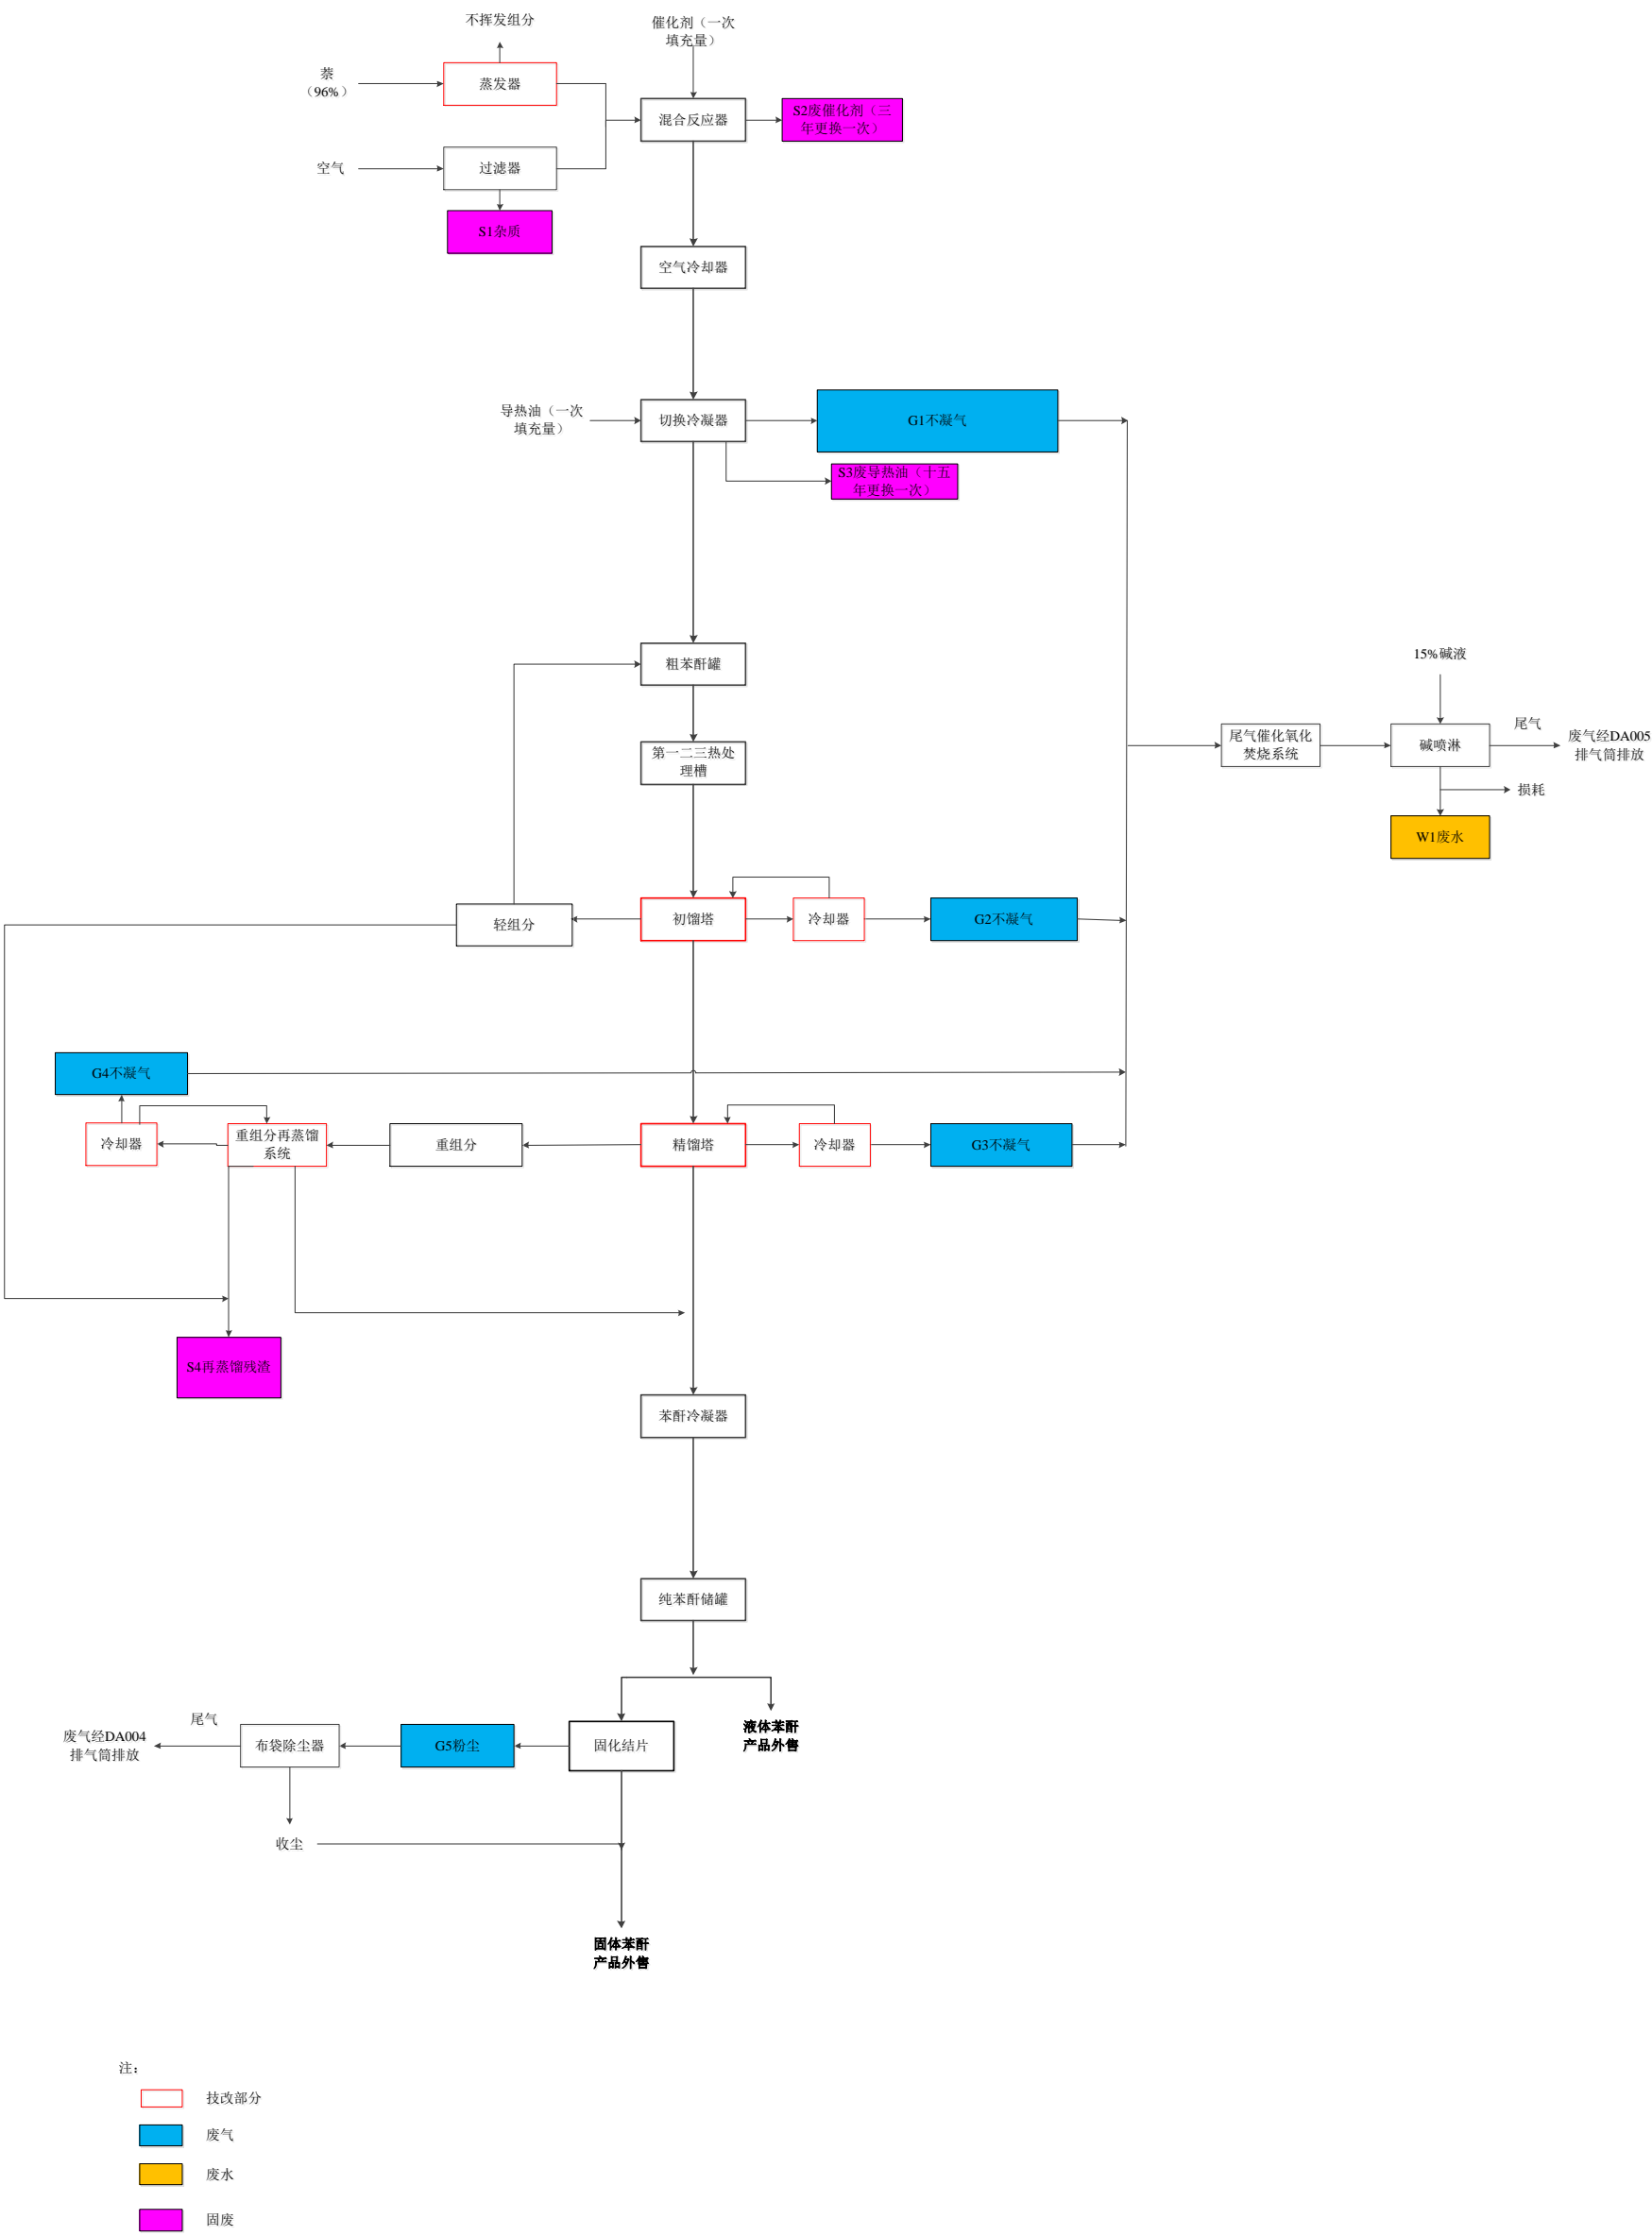 不挥发组分
催化剂（一次
填充量）
萘
（96%）
蒸发器
混合反应器
S2废催化剂（三
年更换一次）
空气
过滤器
S1杂质
空气冷却器
导热油（一次
填充量）
切换冷凝器
G1不凝气
S3废导热油（十五
年更换一次）
粗苯酐罐
15%碱液
第一二三热处
理槽
尾气催化氧化
焚烧系统
碱喷淋
尾气
废气经DA005
排气筒排放
损耗
W1废水
轻组分
初馏塔
冷却器
G2不凝气
G4不凝气
冷却器
重组分再蒸馏
系统
重组分
精馏塔
冷却器
G3不凝气
S4再蒸馏残渣
苯酐冷凝器
纯苯酐储罐
废气经DA004
排气筒排放
尾气
布袋除尘器
G5粉尘
固化结片
液体苯酐
产品外售
收尘
固体苯酐
产品外售
注：
技改部分
废气
废水
固废